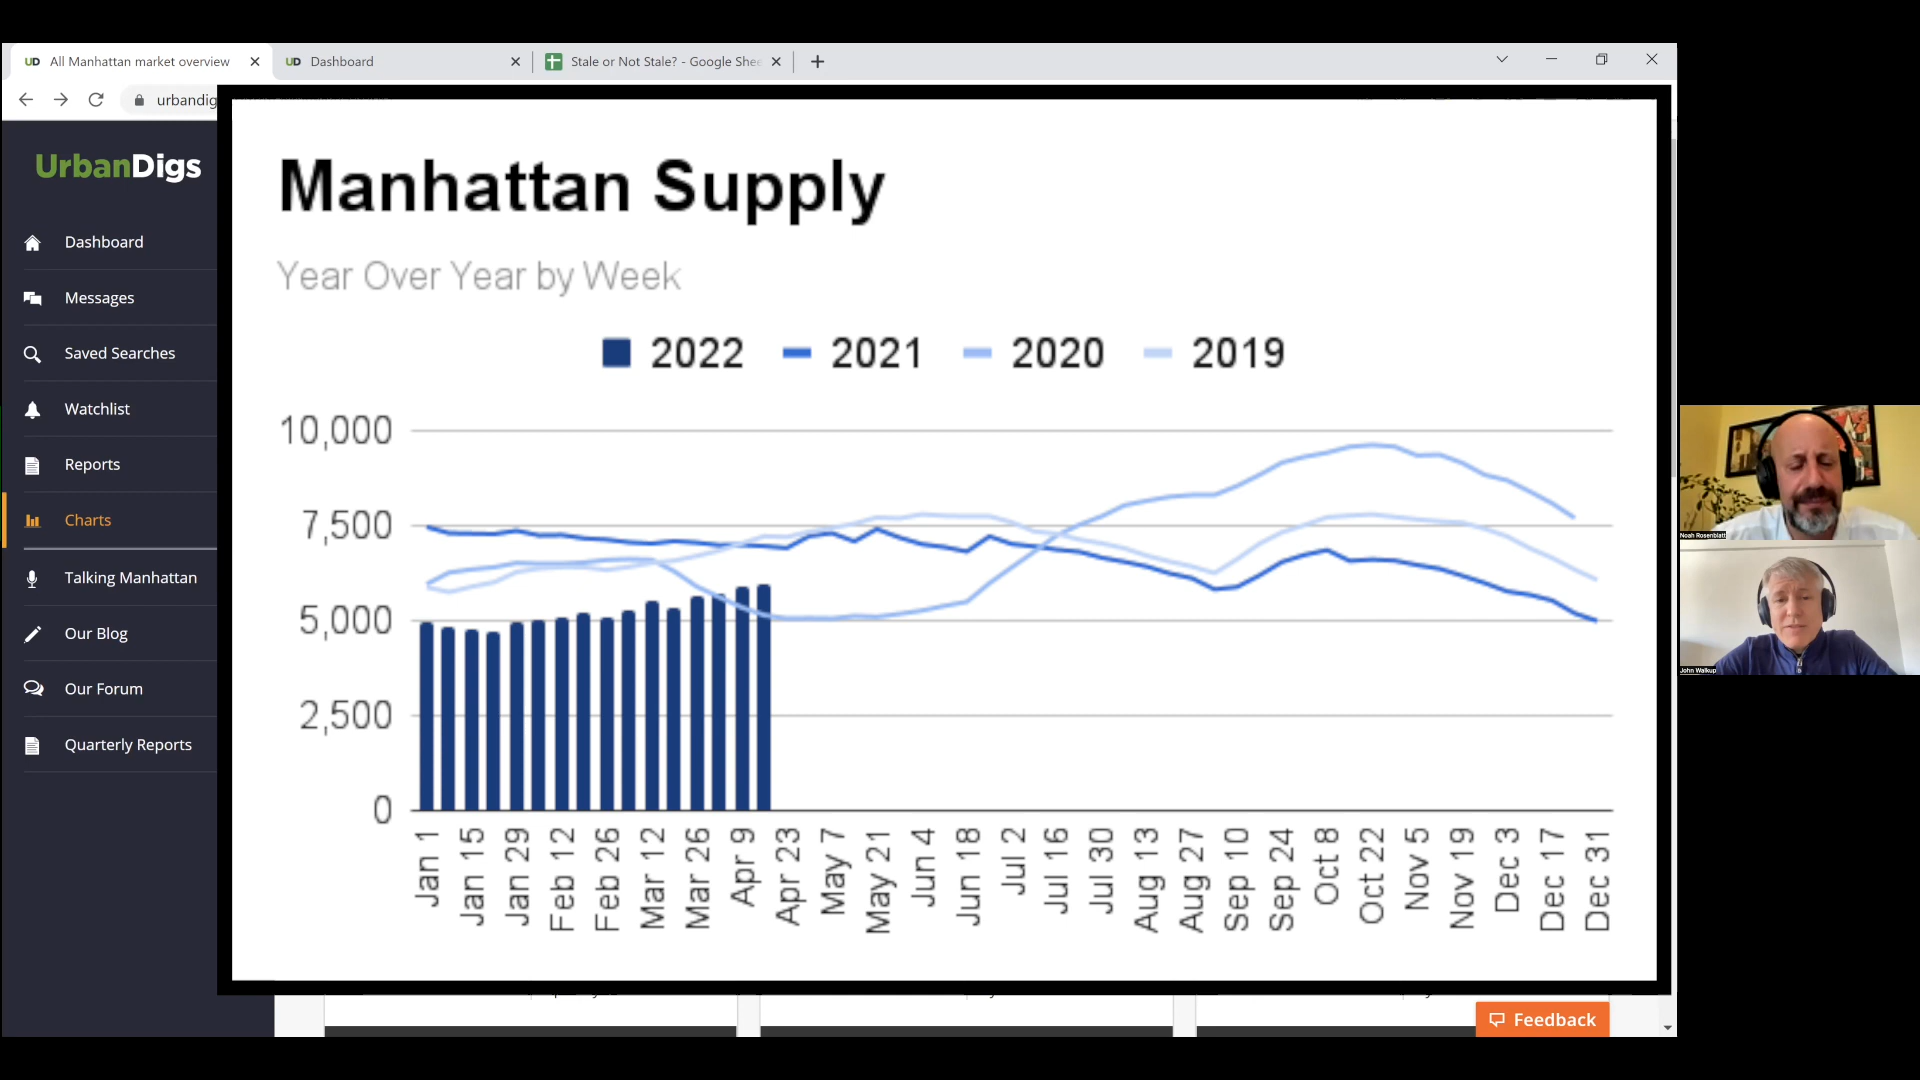 All Manhattan market overview
Dashboard
Stale or Not Stale? - Google Shee
urbandig
UrbanDigs
Dashboard
Messages
Saved Searches
Watchlist
Reports
Charts
Talking Manhattan
Our Blog
Our Forum
Quarterly Reports
Manhattan Supply
Year Over Year by Week
2022 2021 2020 2019
10,000
7,500
5,000
2,500
0
Jan 1 Jan 15 Jan 29 Feb 12 Feb 26 Mar 12 Mar 26 Apr 9 Apr 23 May 7 May 21 Jun 4 Jun 18 Jul 2 Jul 16 Jul 30 Aug 13 Aug 27 Sep 10 Sep 24 Oct 8 Oct 22 Nov 5 Nov 19 Dec 3 Dec 17 Dec 31
Noah Rosenblatt
John Walkup
Feedback